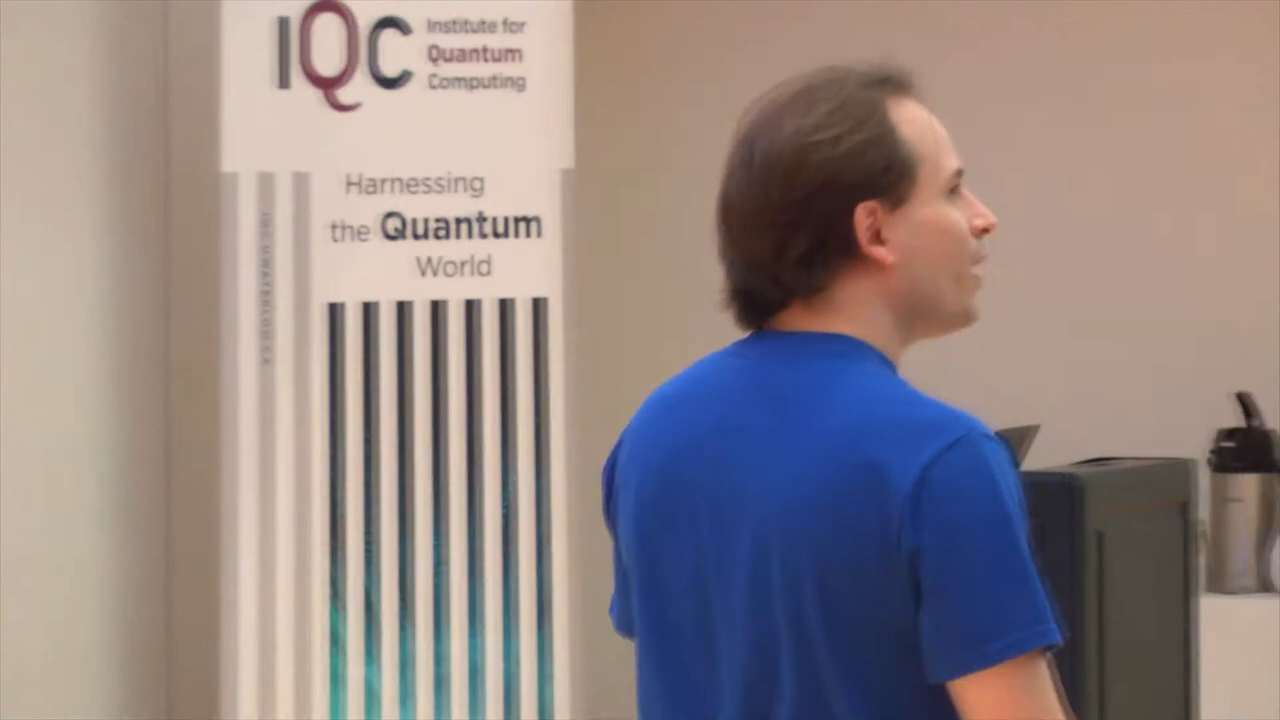 IQC
Institute for
Quantum
Computing
Harnessing
the Quantum
World